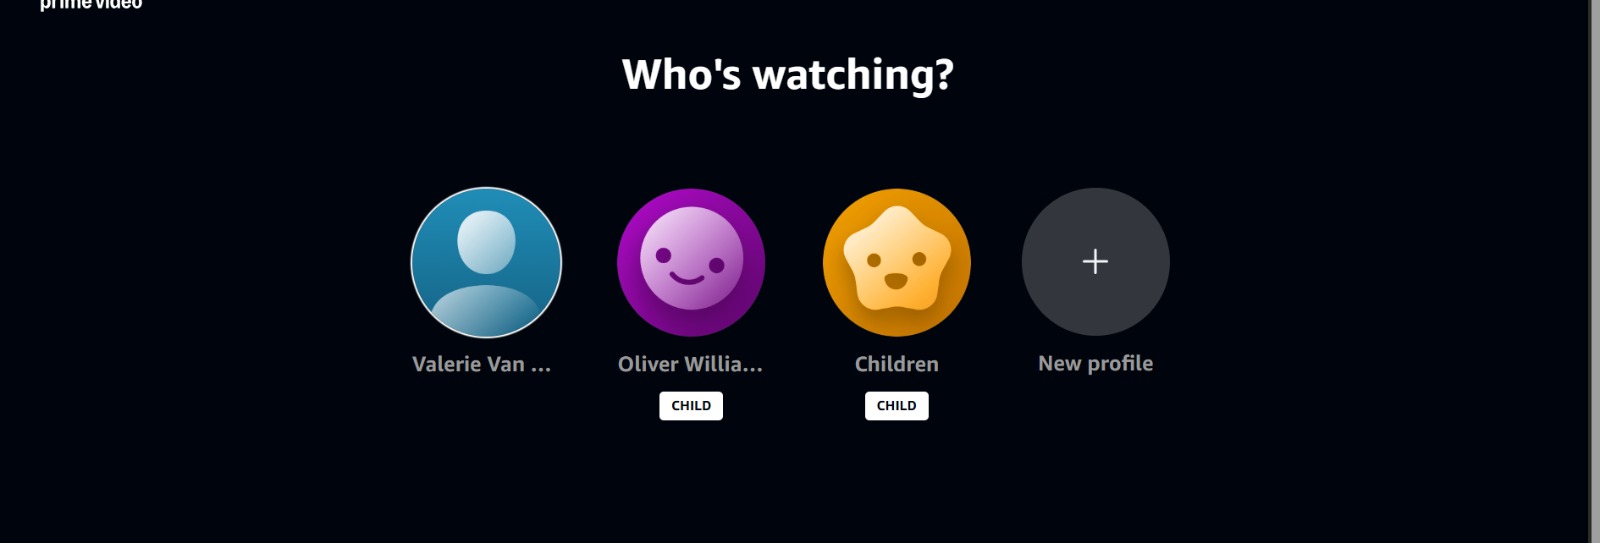 prime video
Who's watching?
Valerie Van ...
Oliver Willia...
Children
New profile
CHILD
CHILD